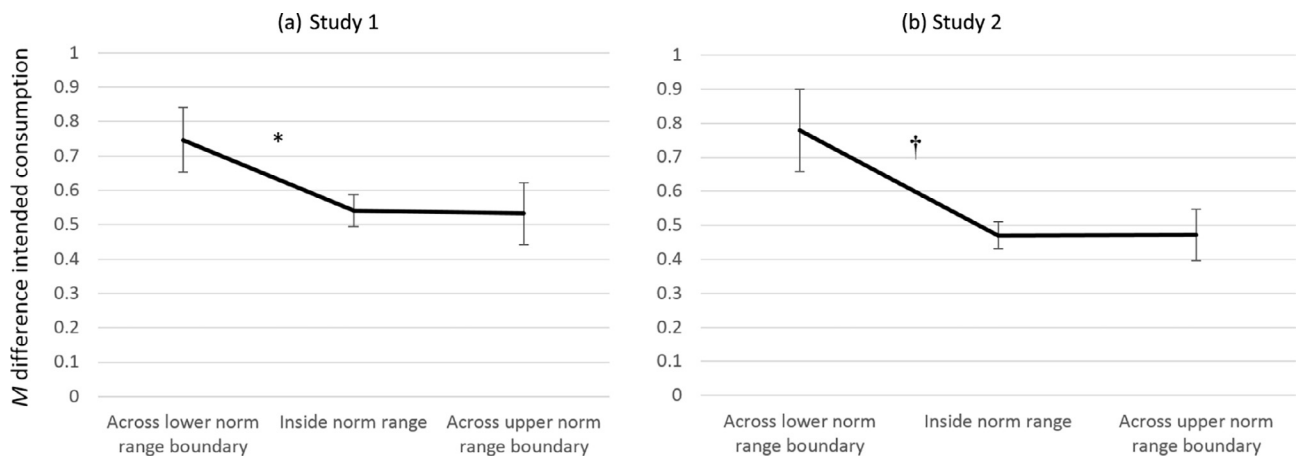 (a) Study 1
M difference intended consumption
1
0.9
0.8
0.7
0.6
0.5
0.4
0.3
0.2
0.1
0
*
Across lower norm
range boundary
Inside norm range
Across upper norm
range boundary
(b) Study 2
1
0.9
0.8
0.7
0.6
0.5
0.4
0.3
0.2
0.1
0
†
Across lower norm
range boundary
Inside norm range
Across upper norm
range boundary